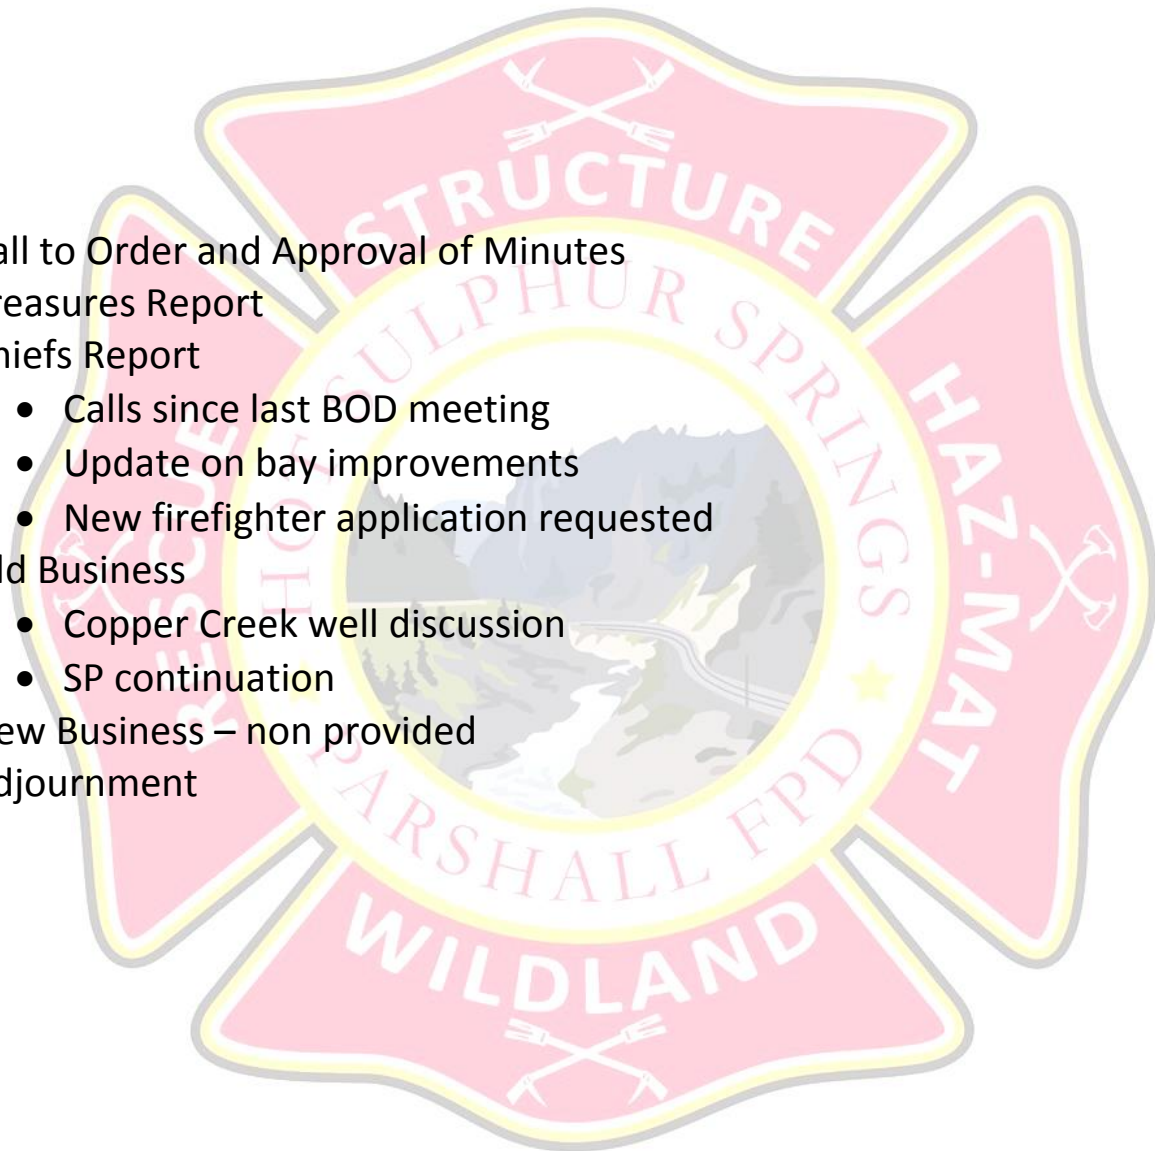 all to Order and Approval of Minutes
reasures Report
hiefs Report
• Calls since last BOD meeting
• Update on bay improvements
• New firefighter application requested
ld Business
• Copper Creek well discussion
• SP continuation
ew Business – non provided
djournment
STRUCTURE
RESCUE
HAZ-MAT
WILDLAND
HOT SULPHUR SPRINGS
PARSHALL FPD